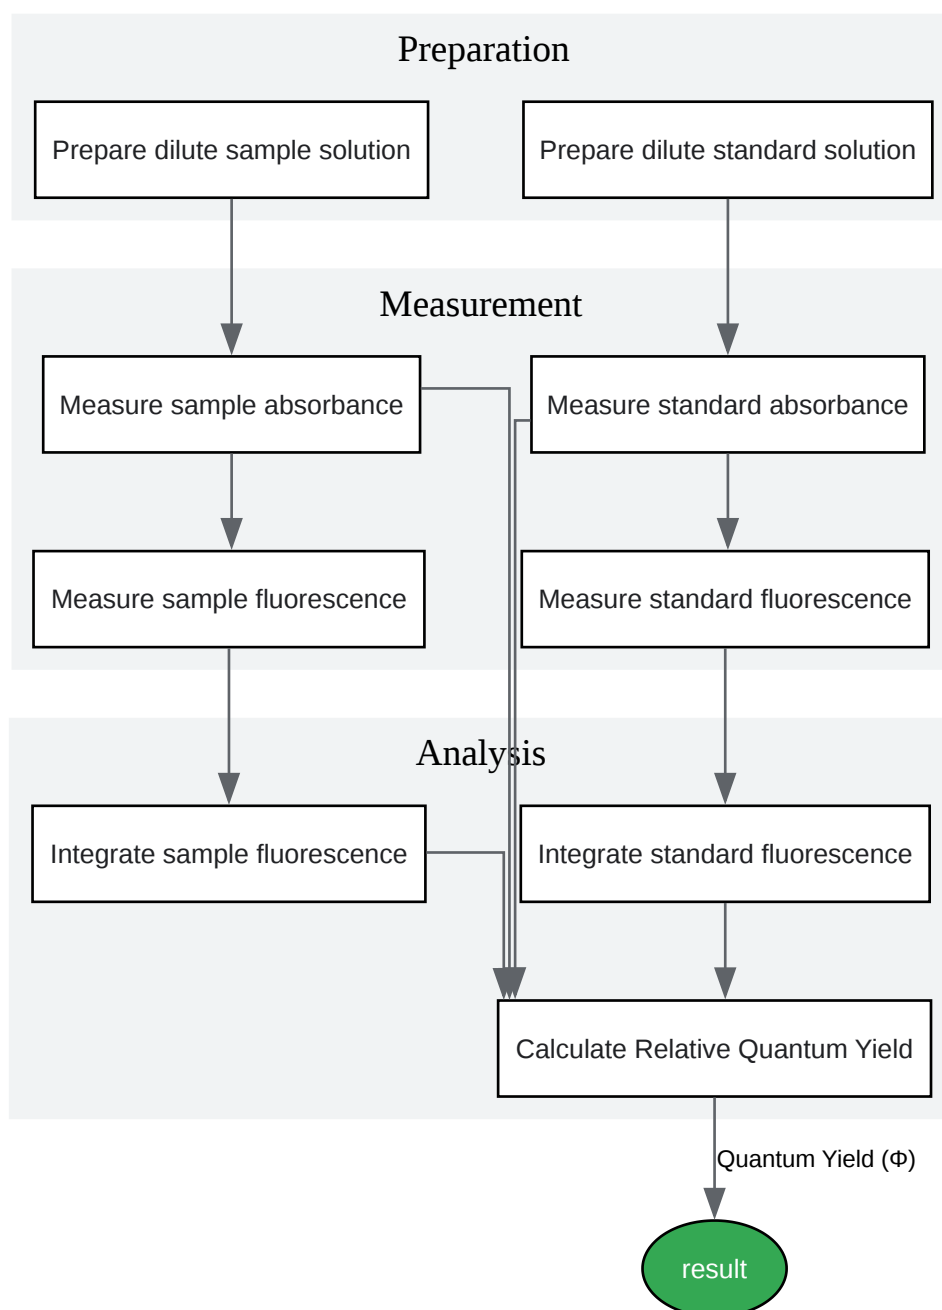 Preparation
Prepare dilute sample solution
Prepare dilute standard solution
Measurement
Measure sample absorbance
Measure standard absorbance
Measure sample fluorescence
Measure standard fluorescence
Analysis
Integrate sample fluorescence
Integrate standard fluorescence
Calculate Relative Quantum Yield
Quantum Yield (Φ)
result